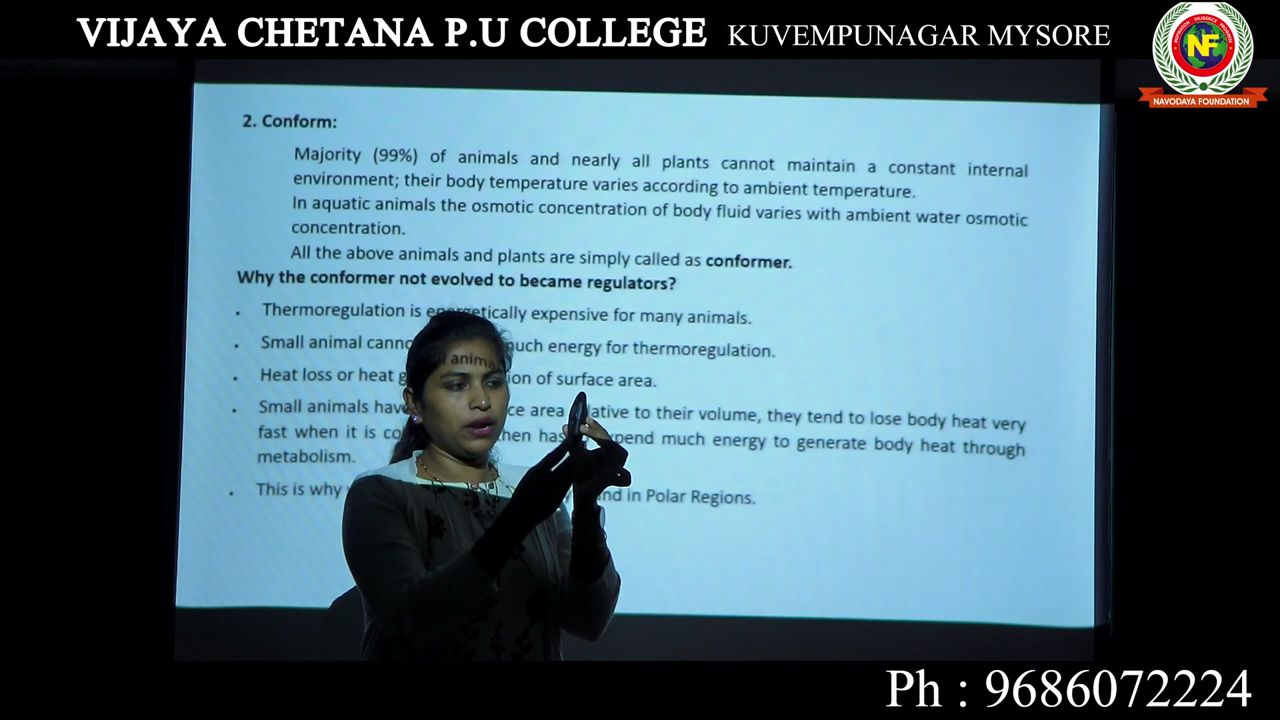 VIJAYA CHETANA P.U COLLEGE KUVEMPUNAGAR MYSORE
NF
NAVODAYA FOUNDATION
2. Conform:
Majority (99%) of animals and nearly all plants cannot maintain a constant internal
environment; their body temperature varies according to ambient temperature.
In aquatic animals the osmotic concentration of body fluid varies with ambient water osmotic
concentration.
All the above animals and plants are simply called as conformer.
Why the conformer not evolved to became regulators?
Thermoregulation is energetically expensive for many animals.
Small animal much energy for thermoregulation.
Heat loss or heat of surface area.
Small animals have area relative to their volume, they tend to lose body heat very
fast when it is expend much energy to generate body heat through
metabolism.
This is why in Polar Regions.
Ph : 9686072224